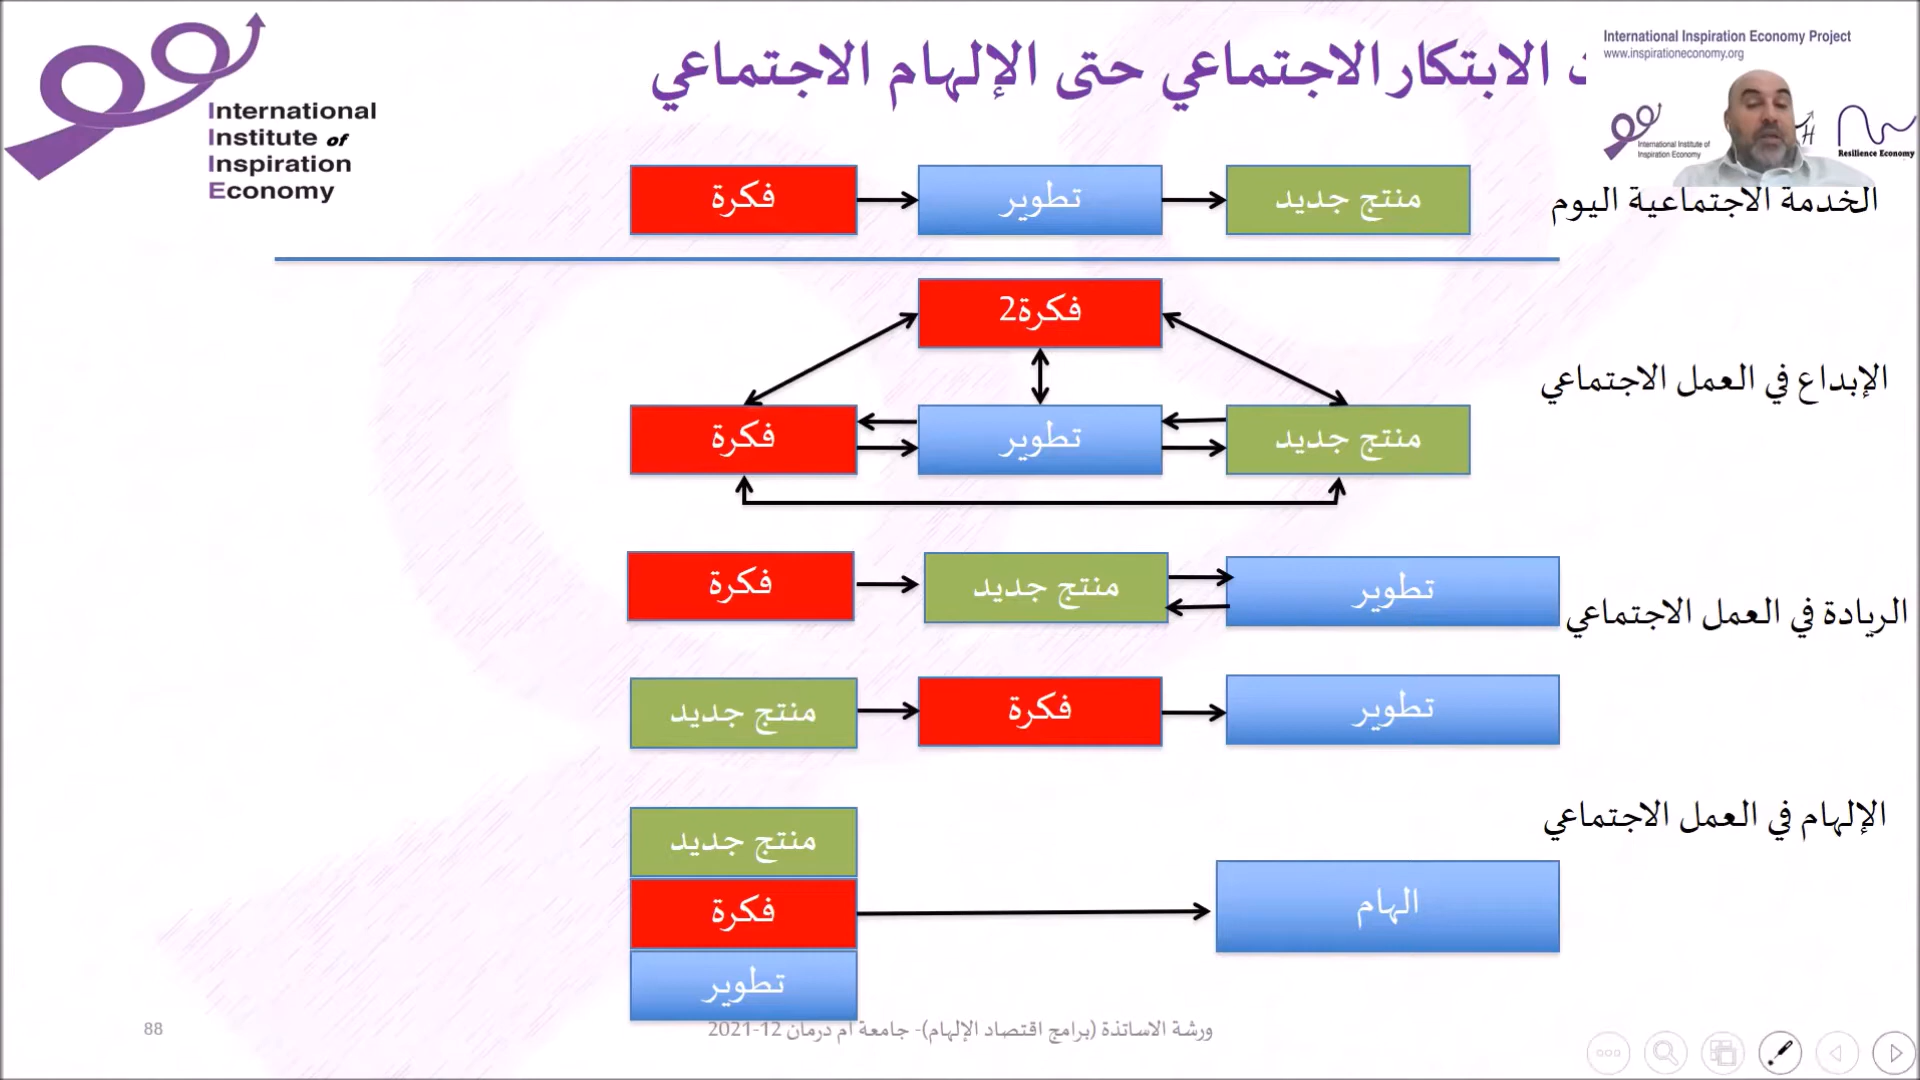 International
Institute of
Inspiration
Economy
الابتكار الاجتماعي حتى الإلهام الاجتماعي
International Inspiration Economy Project
www.inspirationeconomy.org
International Institute of
Inspiration Economy
H
Resilience Economy
فكرة
تطوير
منتج جديد
الخدمة الاجتماعية اليوم
فكرة2
الإبداع في العمل الاجتماعي
فكرة
تطوير
منتج جديد
فكرة
منتج جديد
تطوير
الريادة في العمل الاجتماعي
منتج جديد
فكرة
تطوير
الإلهام في العمل الاجتماعي
منتج جديد
فكرة
تطوير
الهام
88
ورشة الاساتذة (برامج اقتصاد الإلهام)- جامعة ام درمان 12-2021